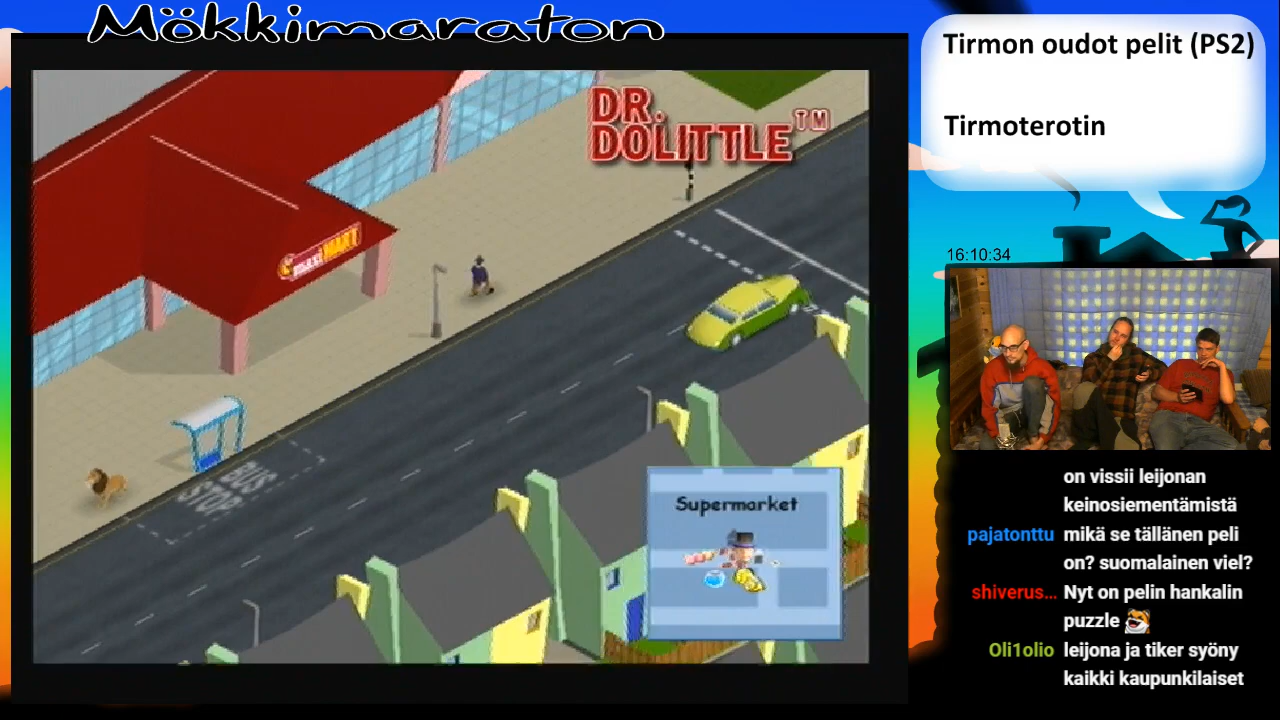 Mökkimaraton
Tirmon oudot pelit (PS2)
Tirmoterotin
DR.
DOLITTLE™
MART
BUS
STOP
Supermarket
16:10:34
on vissii leijonan
keinosiementämistä
pajatonttu mikä se tällänen peli
on? suomalainen viel?
shiverus… Nyt on pelin hankalin
puzzle
Oli1olio leijona ja tiker syöny
kaikki kaupunkilaiset